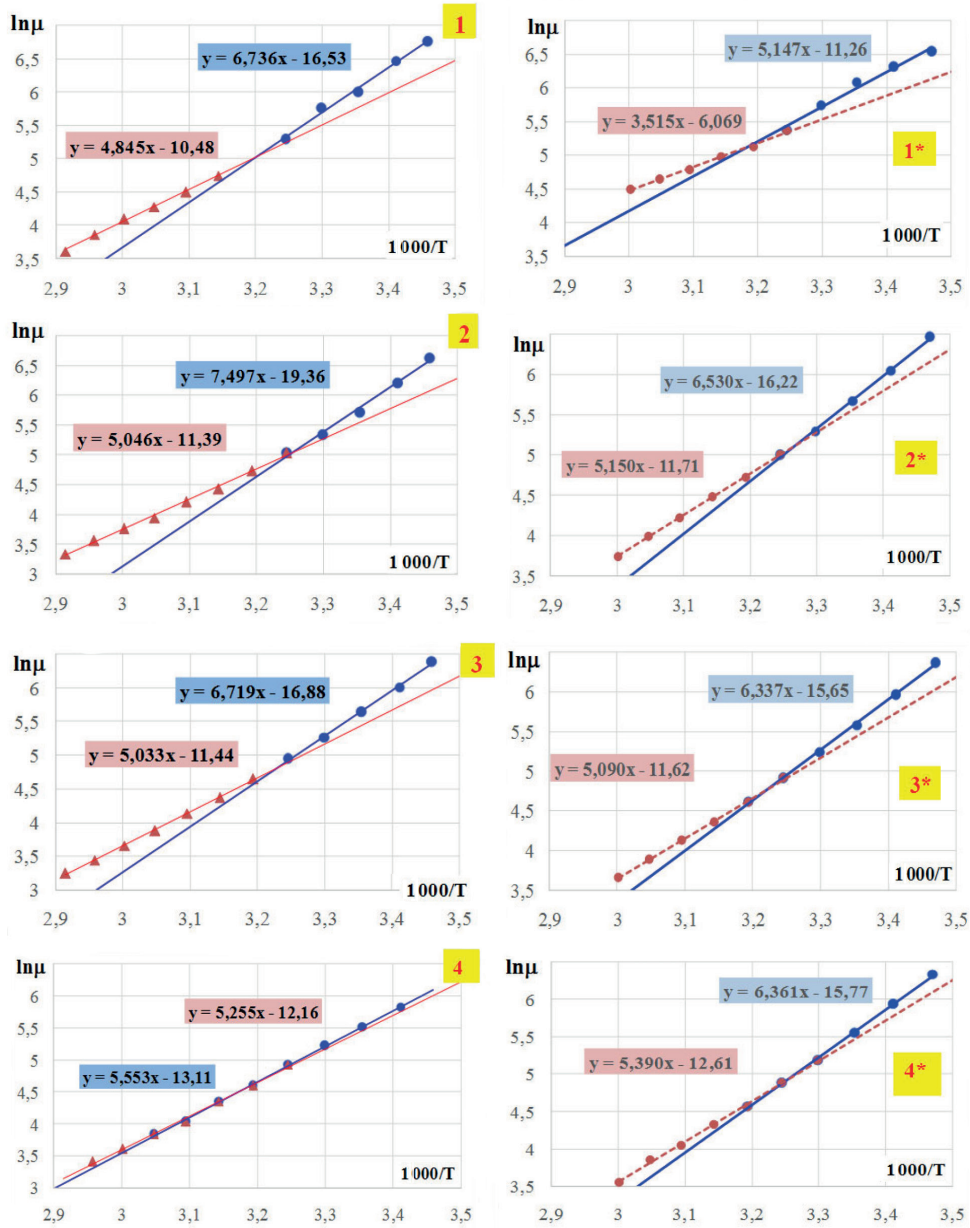 lnμ
1
y = 6,736x - 16,53
6,5
6
5,5
y = 4,845x - 10,48
5
4,5
4
1000/T
3,5
2,9 3 3,1 3,2 3,3 3,4 3,5
lnμ
y = 5,147x - 11,26
6,5
6
5,5
y = 3,515x - 6,069
1*
5
4,5
4
1000/T
3,5
2,9 3 3,1 3,2 3,3 3,4 3,5
lnμ
2
6,5
y = 7,497x - 19,36
6
5,5
y = 5,046x - 11,39
5
4,5
4
3,5
1000/T
3
2,9 3 3,1 3,2 3,3 3,4 3,5
lnμ
6
y = 6,530x - 16,22
5,5
5
2*
y = 5,150x - 11,71
4,5
4
1000/T
3,5
2,9 3 3,1 3,2 3,3 3,4 3,5
lnμ
3
6
y = 6,719x - 16,88
5,5
5
y = 5,033x - 11,44
4,5
4
3,5
3
1000/T
2,9 3 3,1 3,2 3,3 3,4 3,5
lnμ
6
y = 6,337x - 15,65
5,5
5
y = 5,090x - 11,62
3*
4,5
4
1000/T
3,5
2,9 3 3,1 3,2 3,3 3,4 3,5
lnμ
4
6
y = 5,255x - 12,16
5,5
5
y = 5,553x - 13,11
4,5
4
3,5
1000/T
3
2,9 3 3,1 3,2 3,3 3,4 3,5
lnμ
6
y = 6,361x - 15,77
5,5
y = 5,390x - 12,61
4*
5
4,5
4
1000/T
3,5
2,9 3 3,1 3,2 3,3 3,4 3,5